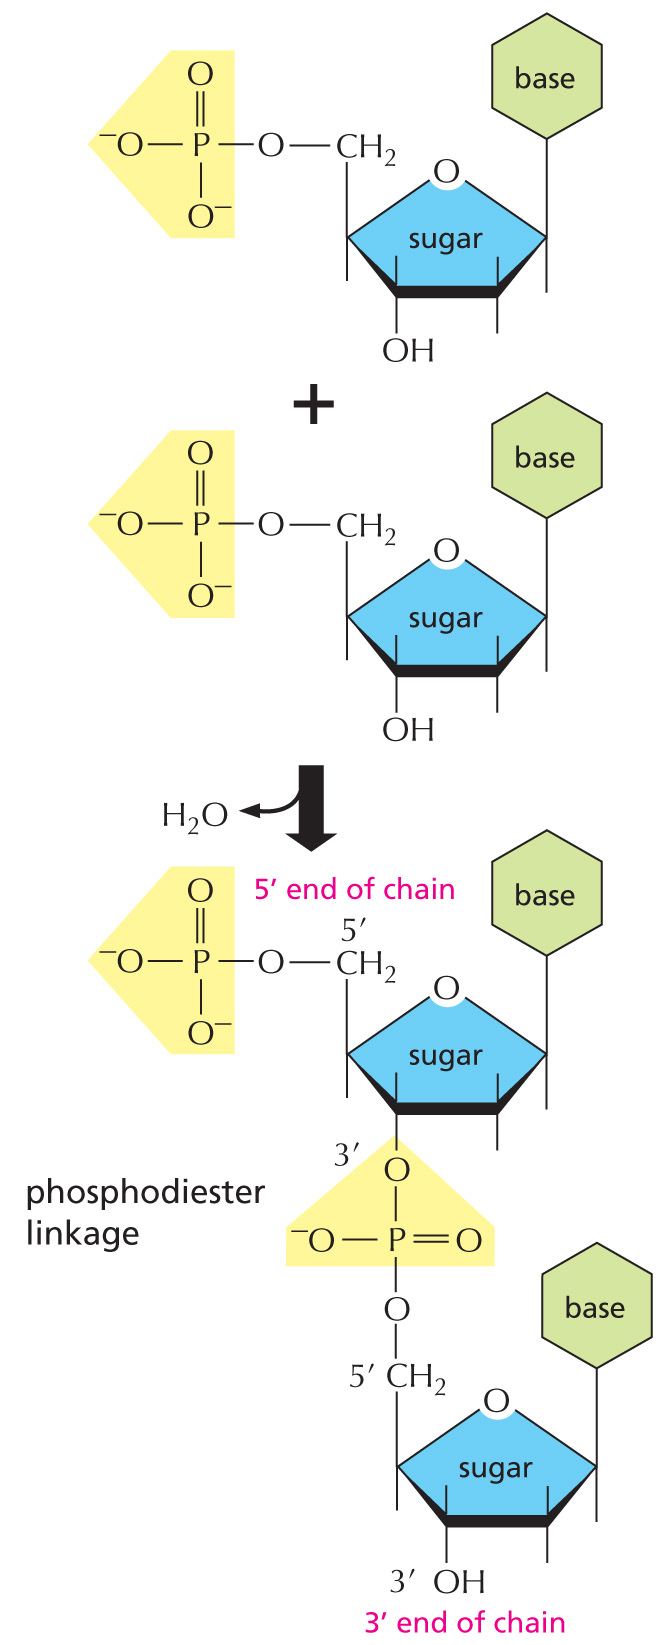 O
base
⁻O—P—O—CH₂
O
O⁻
sugar
OH
+
O
base
⁻O—P—O—CH₂
O
O⁻
sugar
OH
H₂O
5′ end of chain
O
base
5′
⁻O—P—O—CH₂
O
O⁻
sugar
3′
O
phosphodiester
linkage
⁻O—P=O
O
base
5′ CH₂
O
sugar
3′ OH
3′ end of chain